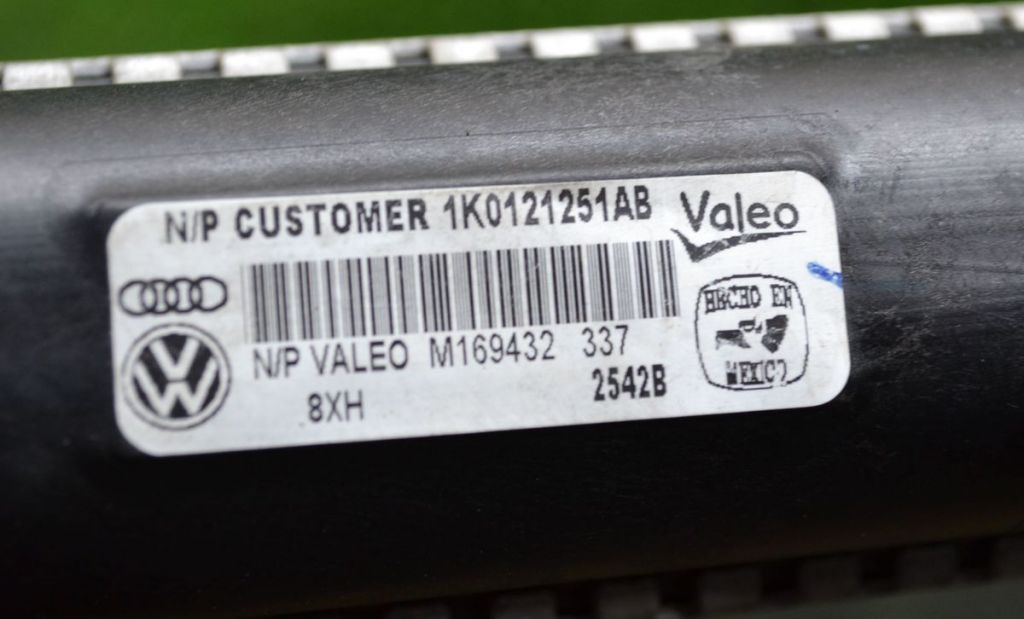 N/P CUSTOMER 1K0121251AB
Valeo
HECHO EN
MEXICO
N/P VALEO M169432 337
8XH
2542B